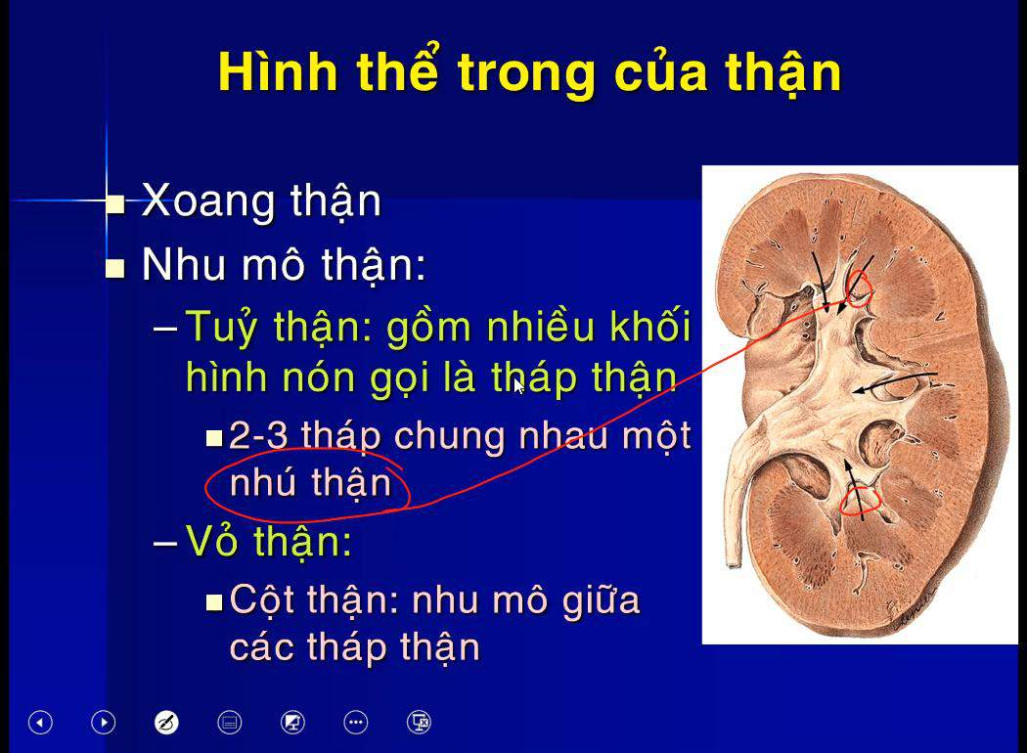 Hình thể trong của thận
Xoang thận
Nhu mô thận:
– Tuỷ thận: gồm nhiều khối
hình nón gọi là tháp thận
2-3 tháp chung nhau một
nhú thận
– Vỏ thận:
Cột thận: nhu mô giữa
các tháp thận